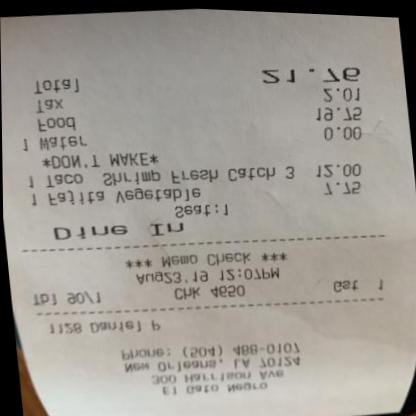 El Gato Negro
300 Harrison Ave
New Orleans, LA 70124
Phone: (504) 488-0107
1128 Daniel P
Tbl 90/1 Chk 4650 Gst 1
Aug23'19 12:07PM
*** Memo Check ***
Dine In
Seat:1
1 Fajita Vegetable 7.75
1 Taco Shrimp Fresh Catch 3 12.00
*DON'T MAKE*
1 Water 0.00
Food 19.75
Tax 2.01
Total 21.76